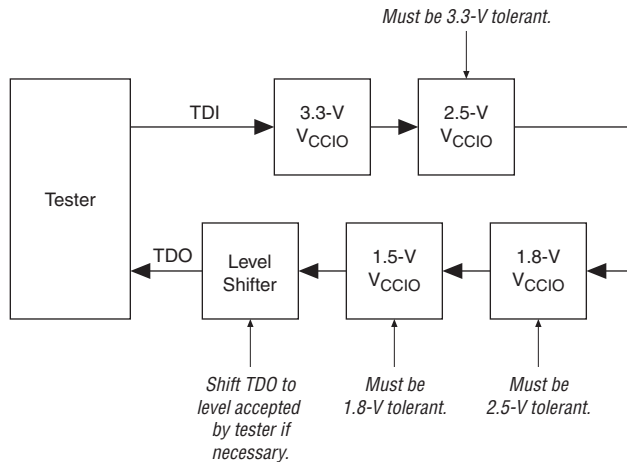 Must be 3.3-V tolerant.
TDI
3.3-V
VCCIO
2.5-V
VCCIO
Tester
TDO
Level
Shifter
1.5-V
VCCIO
1.8-V
VCCIO
Shift TDO to
level accepted
by tester if
necessary.
Must be
1.8-V tolerant.
Must be
2.5-V tolerant.